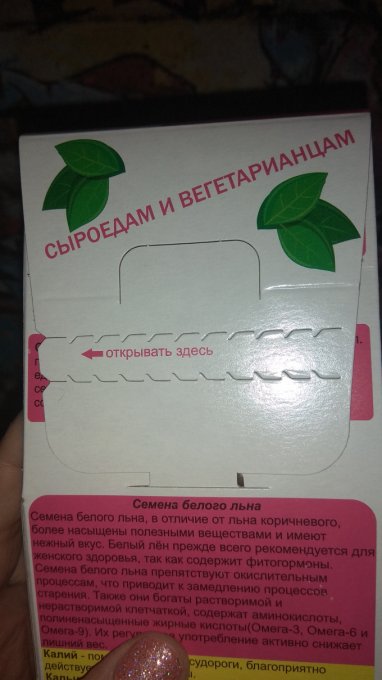 СЫРОЕДАМ И ВЕГЕТАРИАНЦАМ
открывать здесь
Семена белого льна
Семена белого льна, в отличие от льна коричневого,
более насыщены полезными веществами и имеют
нежный вкус. Белый лён прежде всего рекомендуется для
женского здоровья, так как содержит фитогормоны.
Семена белого льна препятствуют окислительным
процессам, что приводит к замедлению процессов
старения. Также они богаты растворимой и
нерастворимой клетчаткой, содержат аминокислоты,
полиненасыщенные жирные кислоты(Омега-3, Омега-6 и
Омега-9). Их употребление активно снижает
лишний вес.
Калий - судороги, благоприятно